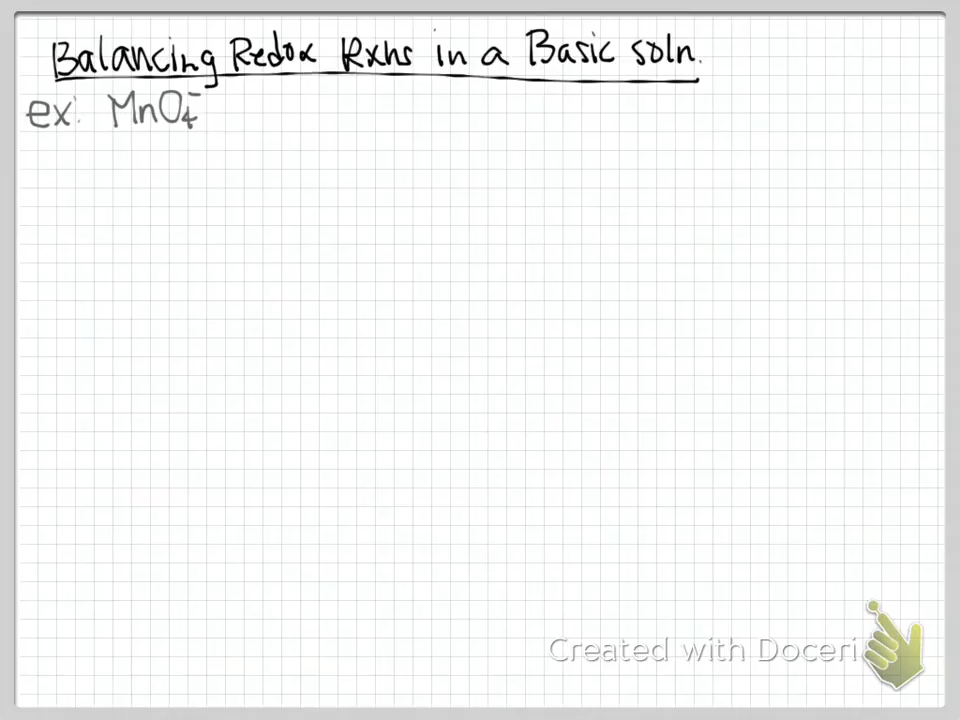 Balancing Redox Rxns in a Basic soln.
ex: MnO₄⁻
Created with Doceri